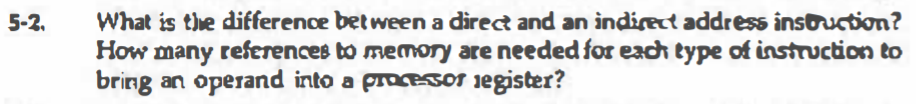 5-2. What is the difference between a direct and an indirect address instruction?
How many references to memory are needed for each type of instruction to
bring an operand into a processor register?